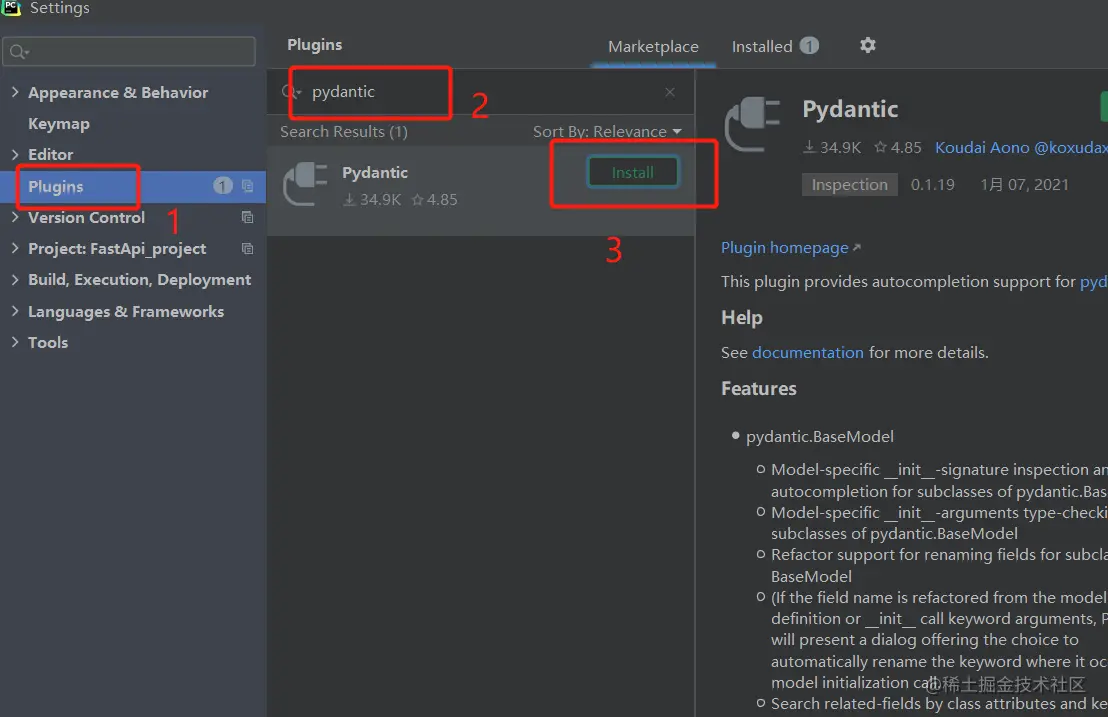 PC
Settings
Appearance & Behavior
Keymap
Editor
Plugins 1
Version Control
Project: FastApi_project
Build, Execution, Deployment
Languages & Frameworks
Tools
1
Plugins
Marketplace
Installed 1
pydantic
2
Search Results (1)
Sort By: Relevance
Pydantic
34.9K 4.85
Install
3
Pydantic
34.9K 4.85 Koudai Aono @koxudax
Inspection 0.1.19 1月 07, 2021
Plugin homepage
This plugin provides autocompletion support for pyd
Help
See documentation for more details.
Features
pydantic.BaseModel
Model-specific __init__-signature inspection an
autocompletion for subclasses of pydantic.Bas
Model-specific __init__-arguments type-checki
subclasses of pydantic.BaseModel
Refactor support for renaming fields for subcla
BaseModel
(If the field name is refactored from the model
definition or __init__ call keyword arguments, P
will present a dialog offering the choice to
automatically rename the keyword where it oc
model initialization call.
@稀土掘金技术社区
Search related-fields by class attributes and ke